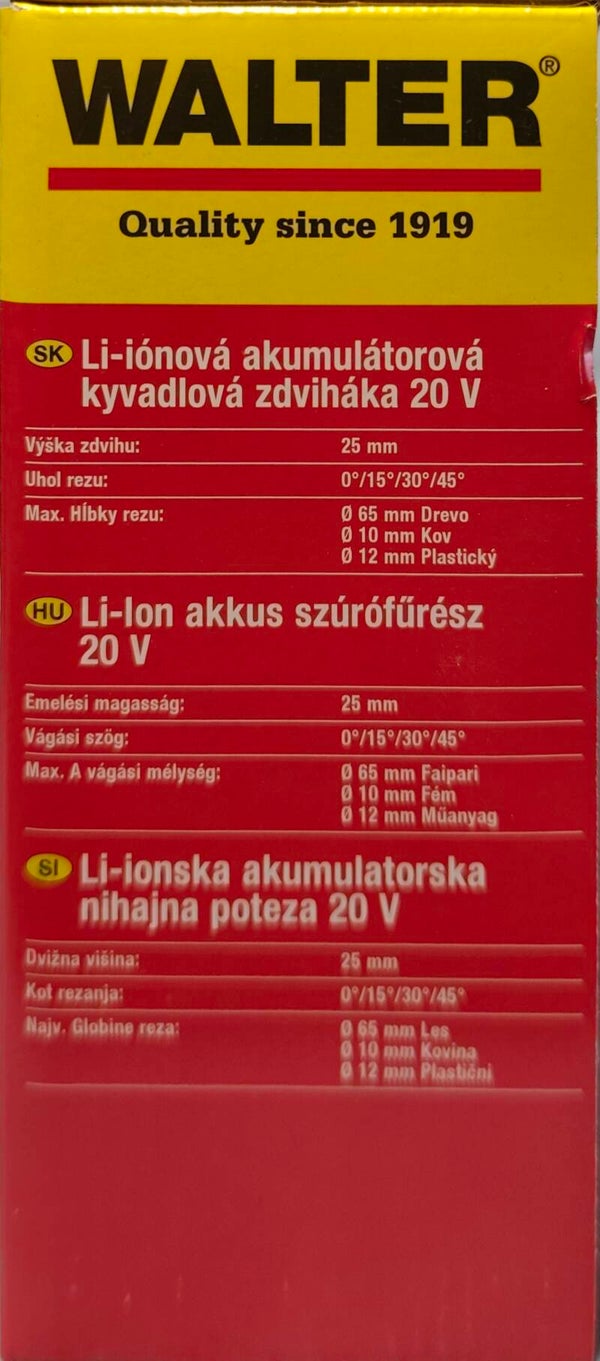 WALTER®
Quality since 1919
SK Li-iónová akumulátorová
kyvadlová zdviháka 20 V
Výška zdvihu: 25 mm
Uhol rezu: 0°/15°/30°/45°
Max. Hĺbky rezu: Ø 65 mm Drevo
Ø 10 mm Kov
Ø 12 mm Plastický
HU Li-Ion akkus szúrófűrész
20 V
Emelési magasság: 25 mm
Vágási szög: 0°/15°/30°/45°
Max. A vágási mélység: Ø 65 mm Faipari
Ø 10 mm Fém
Ø 12 mm Műanyag
SI Li-ionska akumulatorska
nihajna poteza 20 V
Dvižna višina: 25 mm
Kot rezanja: 0°/15°/30°/45°
Najv. Globine reza: Ø 65 mm Les
Ø 10 mm Kovina
Ø 12 mm Plastični